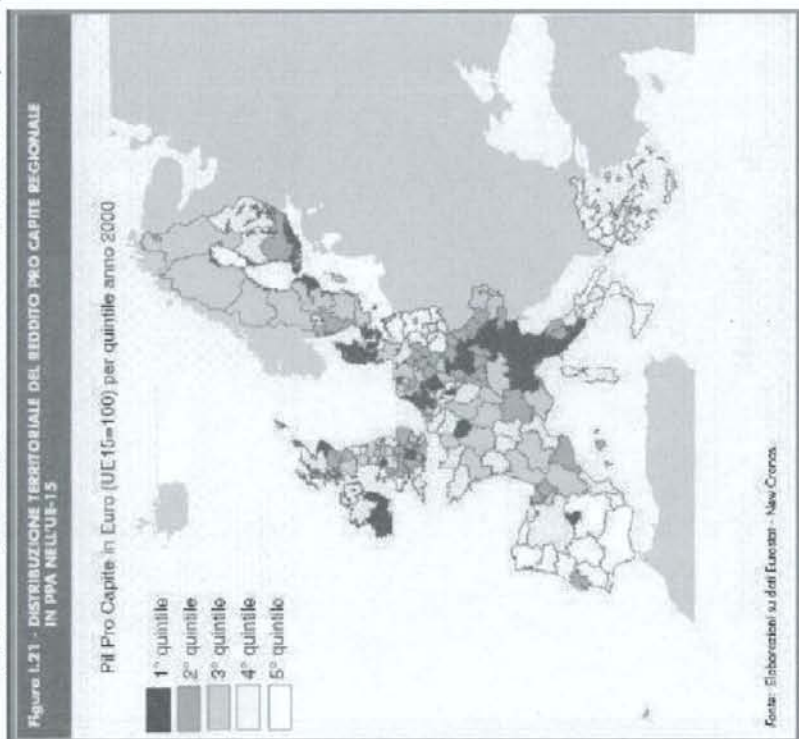 Figura I.21 - DISTRIBUZIONE TERRITORIALE DEL REDDITO PRO CAPITE REGIONALE
IN PPA NELL'UE-15
Pil Pro Capite in Euro (UE15=100) per quintile anno 2000
1° quintile
2° quintile
3° quintile
4° quintile
5° quintile
Fonte: Elaborazioni su dati Eurostat - New Cronos